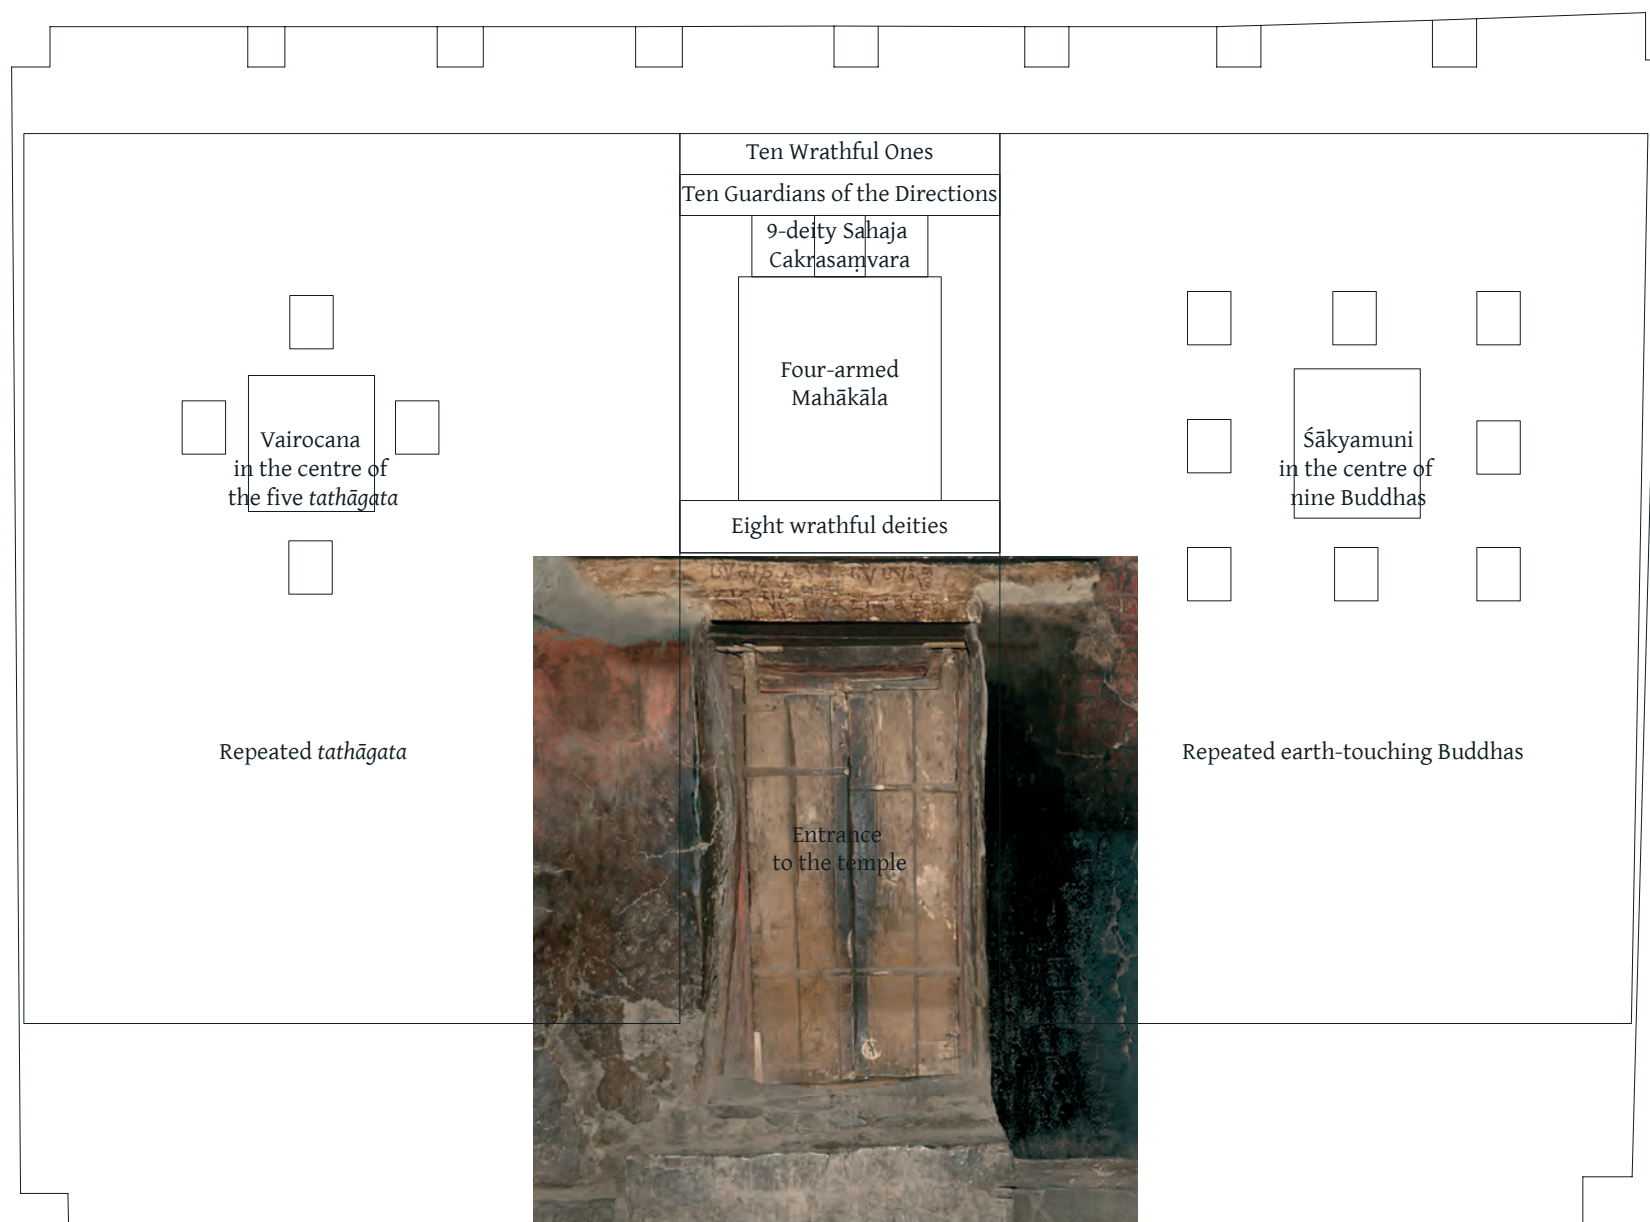 Ten Wrathful Ones
Ten Guardians of the Directions
9-deity Sahaja
Cakrasaṃvara
Four-armed
Mahākāla
Eight wrathful deities
Vairocana
in the centre of
the five tathāgata
Śākyamuni
in the centre of
nine Buddhas
Repeated tathāgata
Repeated earth-touching Buddhas
Entrance
to the temple